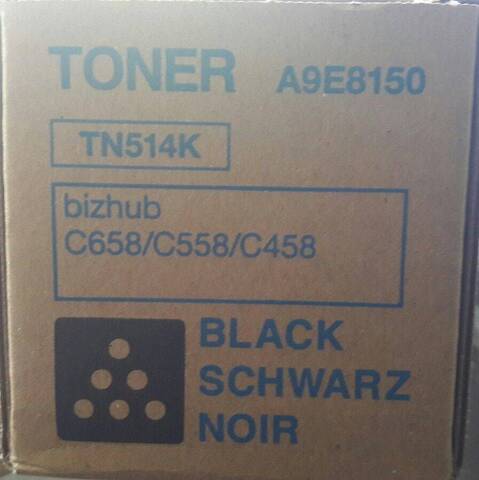 TONER A9E8150
TN514K
bizhub
C658/C558/C458
BLACK
SCHWARZ
NOIR